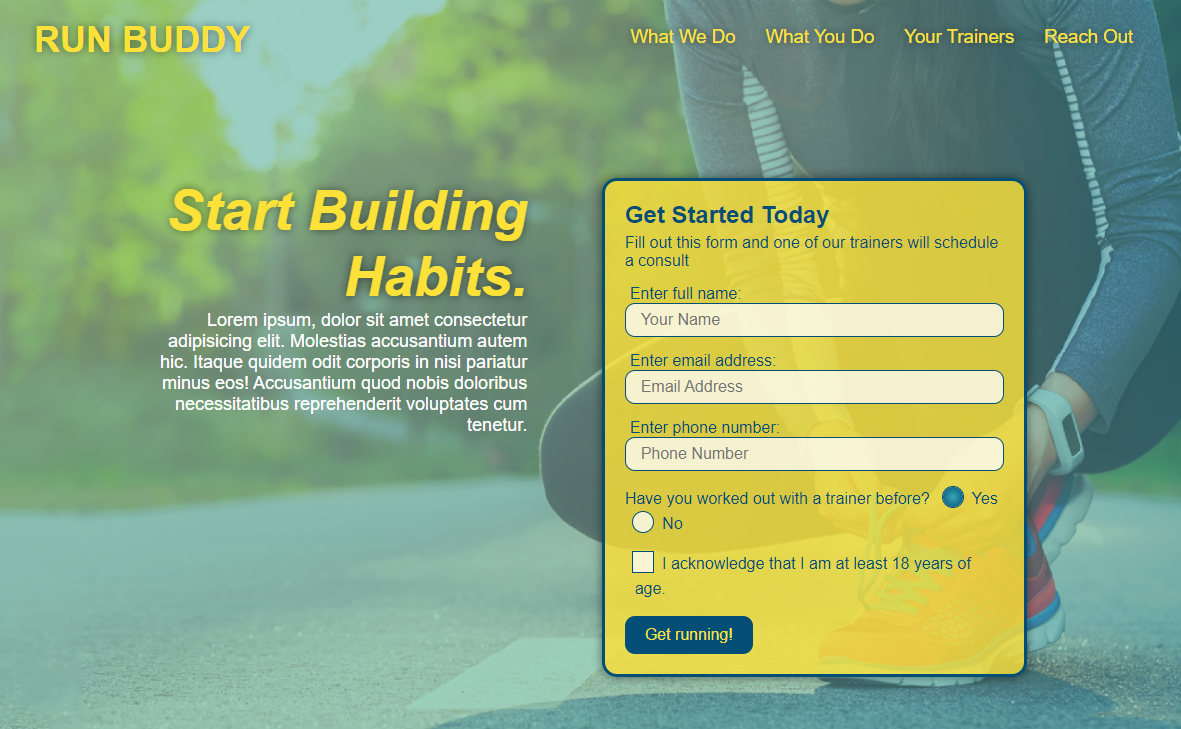 RUN BUDDY
What We Do What You Do Your Trainers Reach Out
Start Building
Habits.
Lorem ipsum, dolor sit amet consectetur
adipisicing elit. Molestias accusantium autem
hic. Itaque quidem odit corporis in nisi pariatur
minus eos! Accusantium quod nobis doloribus
necessitatibus reprehenderit voluptates cum
tenetur.
Get Started Today
Fill out this form and one of our trainers will schedule
a consult
Enter full name:
Your Name
Enter email address:
Email Address
Enter phone number:
Phone Number
Have you worked out with a trainer before? Yes
No
I acknowledge that I am at least 18 years of
age.
Get running!